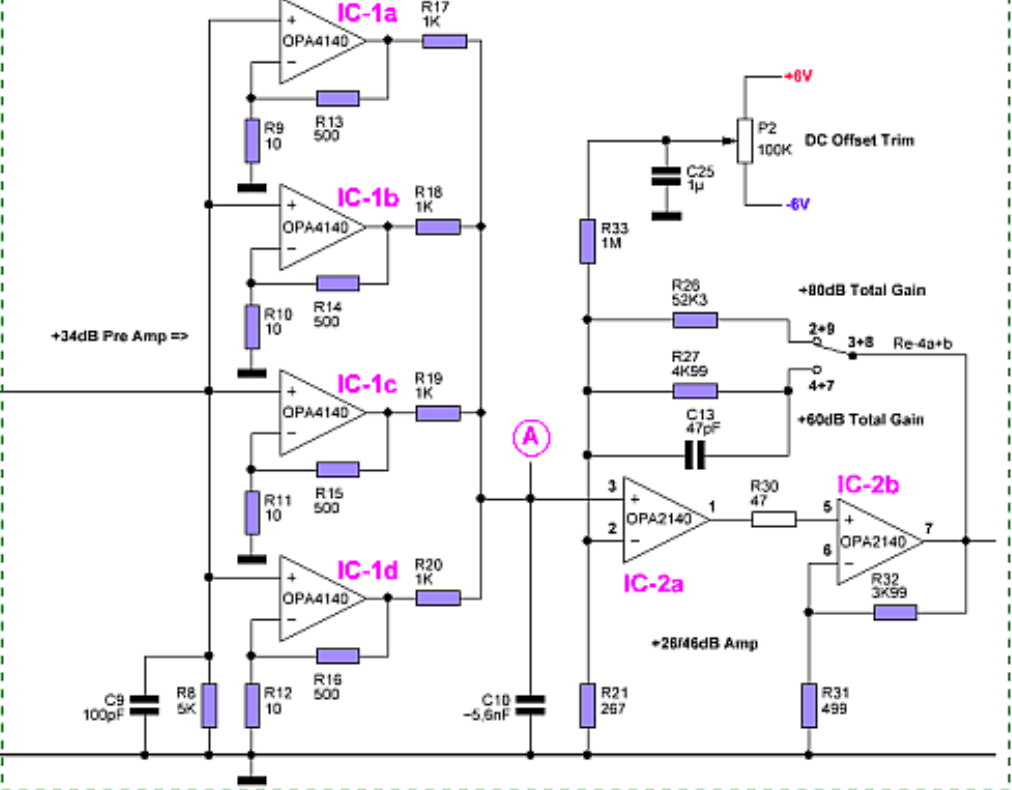 IC-1a
R17
1K
OPA4140
R13
500
R9
10
+6V
P2
100K
DC Offset Trim
C25
1µ
-6V
IC-1b
R18
1K
OPA4140
R14
500
R10
10
R33
1M
+34dB Pre Amp =>
R26
52K3
+80dB Total Gain
2+9
3+8
Re-4a+b
R27
4K99
4+7
+60dB Total Gain
C13
47pF
IC-1c
R19
1K
OPA4140
R15
500
R11
10
A
3
+
2
−
OPA2140
1
IC-2a
R30
47
IC-2b
5
+
6
−
OPA2140
7
R32
3K99
IC-1d
R20
1K
OPA4140
R16
500
R12
10
+26/46dB Amp
C9
100pF
R8
5K
C10
~5,6nF
R21
267
R31
499